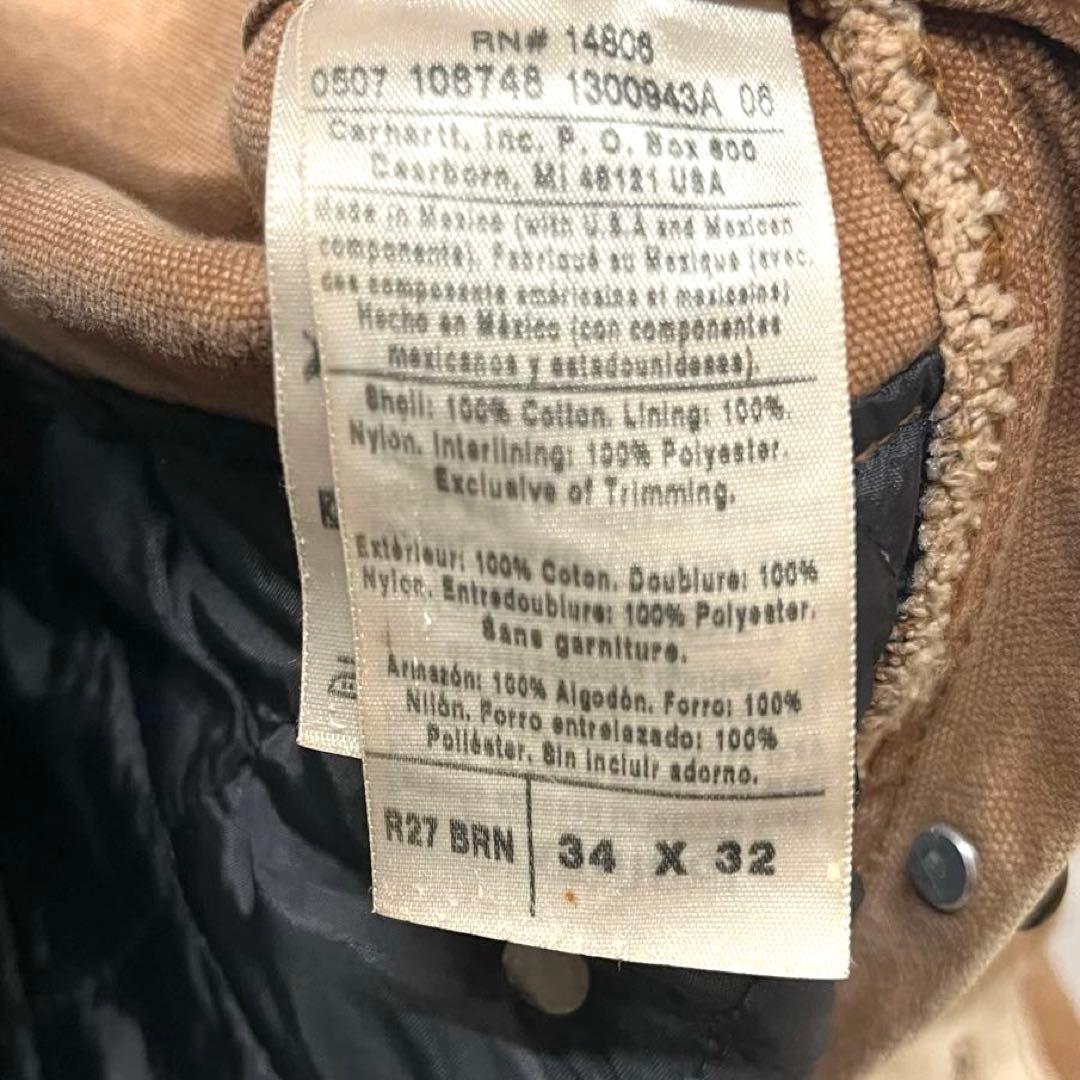 RN# 14806
0507 106748 1300943A 06
Carhartt, Inc. P. O. Box 600
Dearborn, MI 48121 USA
Made in Mexico (with U.S.A and Mexican
components). Fabriqué au Mexique (avec
des composants américains et mexicains)
Hecho en México (con componentes
mexicanos y estadounidenses).
Shell: 100% Cotton. Lining: 100%
Nylon. Interlining: 100% Polyester.
Exclusive of Trimming.
Extérieur: 100% Coton. Doublure: 100%
Nylon. Entredoublure: 100% Polyester.
Sans garniture.
Armazón: 100% Algodón. Forro: 100%
Nilón. Forro entrelazado: 100%
Poliéster. Sin incluir adorno.
R27 BRN
34 X 32